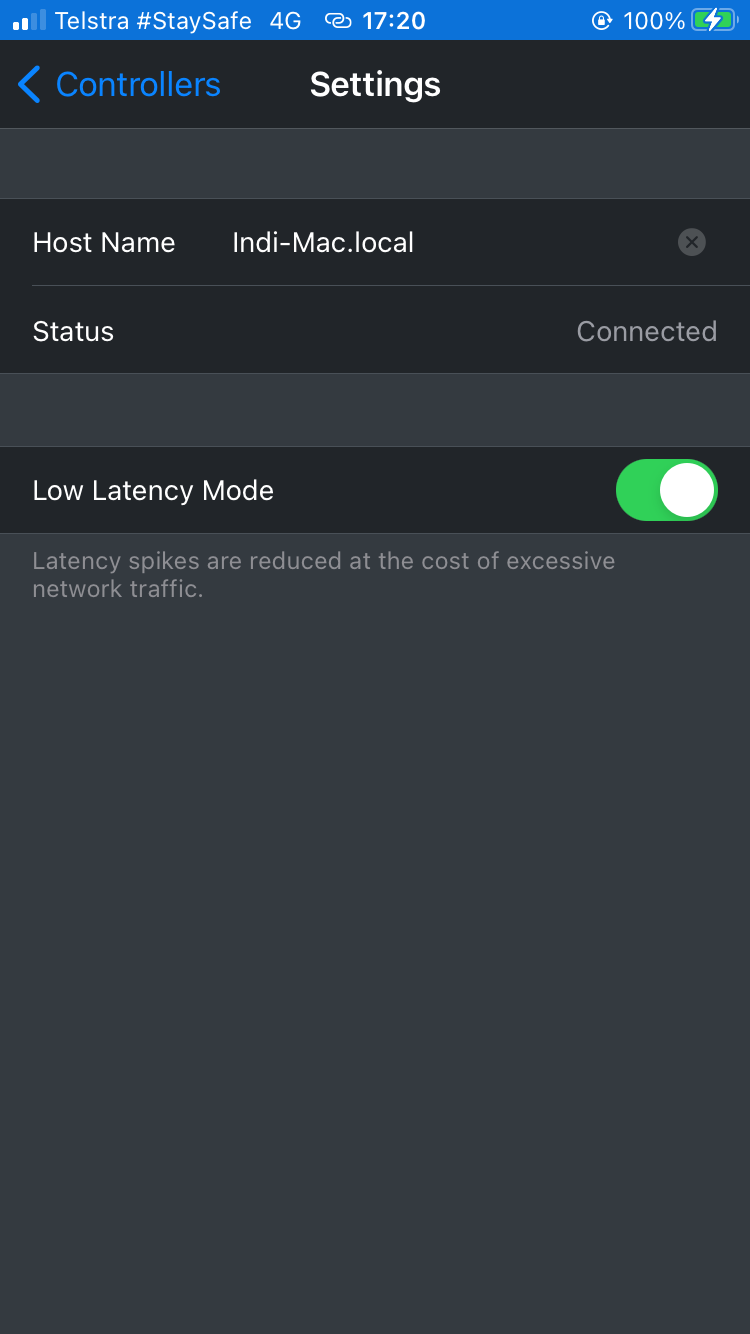 Telstra #StaySafe 4G 17:20 100%
Controllers Settings
Host Name Indi-Mac.local
Status Connected
Low Latency Mode
Latency spikes are reduced at the cost of excessive
network traffic.